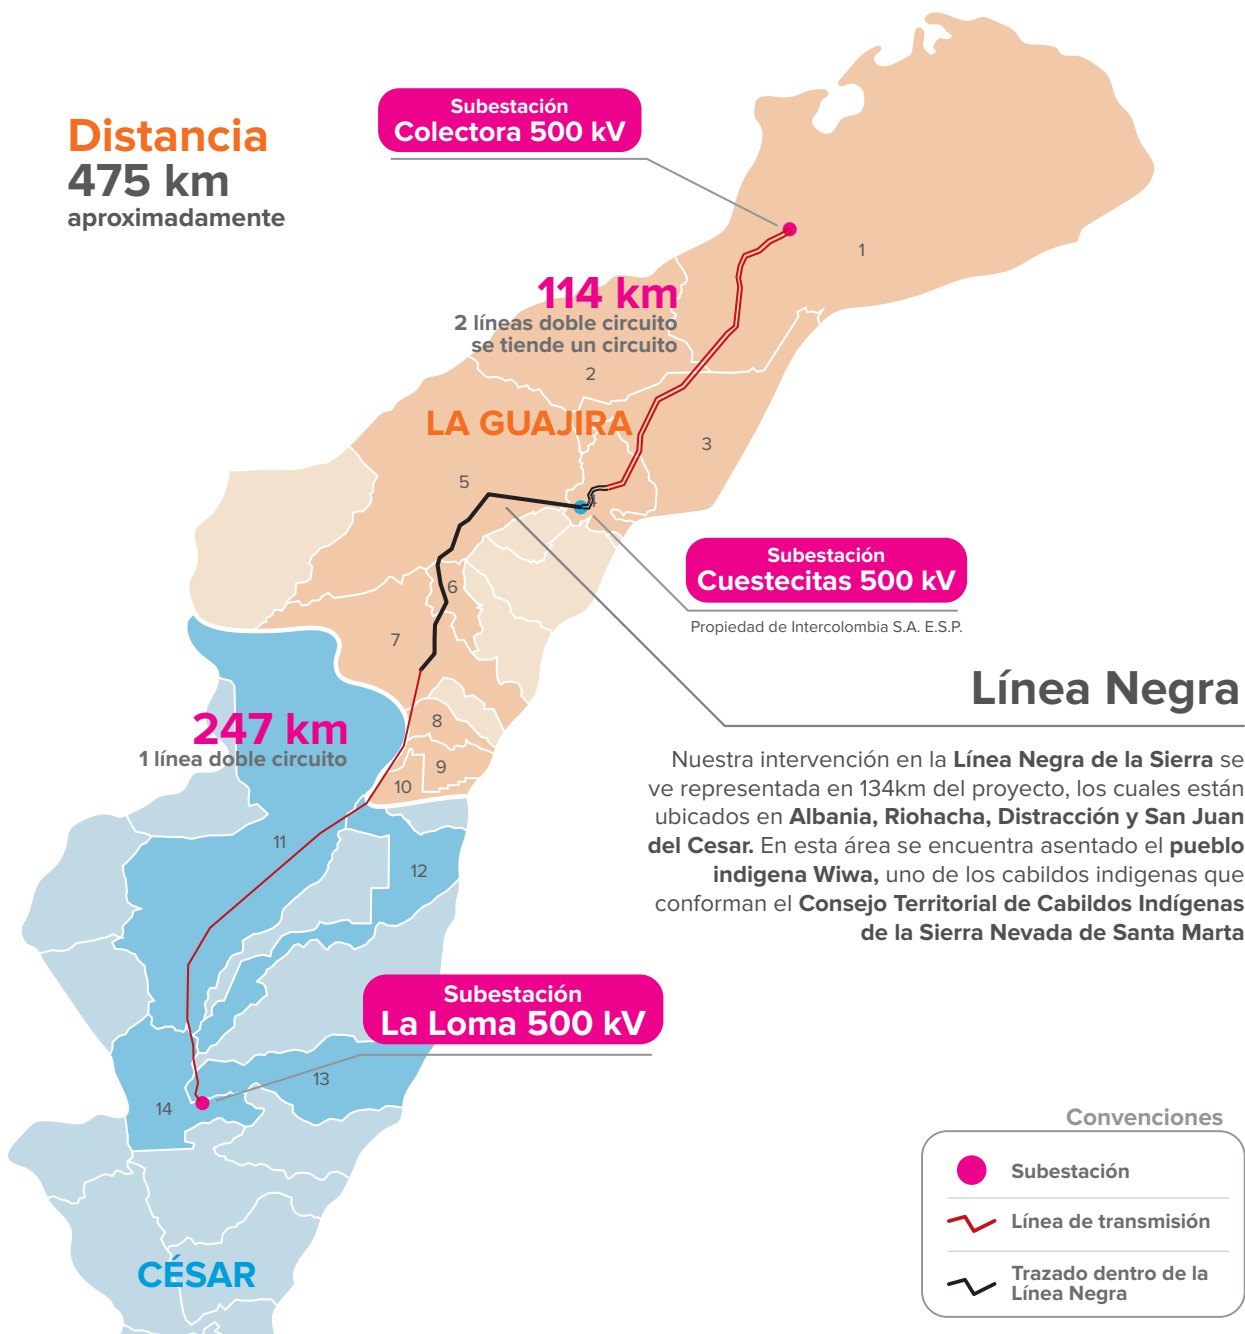 Distancia
475 km
aproximadamente
Subestación
Colectora 500 kV
1
114 km
2 líneas doble circuito
se tiende un circuito
2
LA GUAJIRA
3
5
4
Subestación
Cuestecitas 500 kV
Propiedad de Intercolombia S.A. E.S.P.
6
7
Línea Negra
247 km
1 línea doble circuito
8
9
10
Nuestra intervención en la Línea Negra de la Sierra se
ve representada en 134km del proyecto, los cuales están
ubicados en Albania, Riohacha, Distracción y San Juan
del Cesar. En esta área se encuentra asentado el pueblo
indigena Wiwa, uno de los cabildos indigenas que
conforman el Consejo Territorial de Cabildos Indígenas
de la Sierra Nevada de Santa Marta
11
12
Subestación
La Loma 500 kV
13
14
CÉSAR
Convenciones
Subestación
Línea de transmisión
Trazado dentro de la
Línea Negra